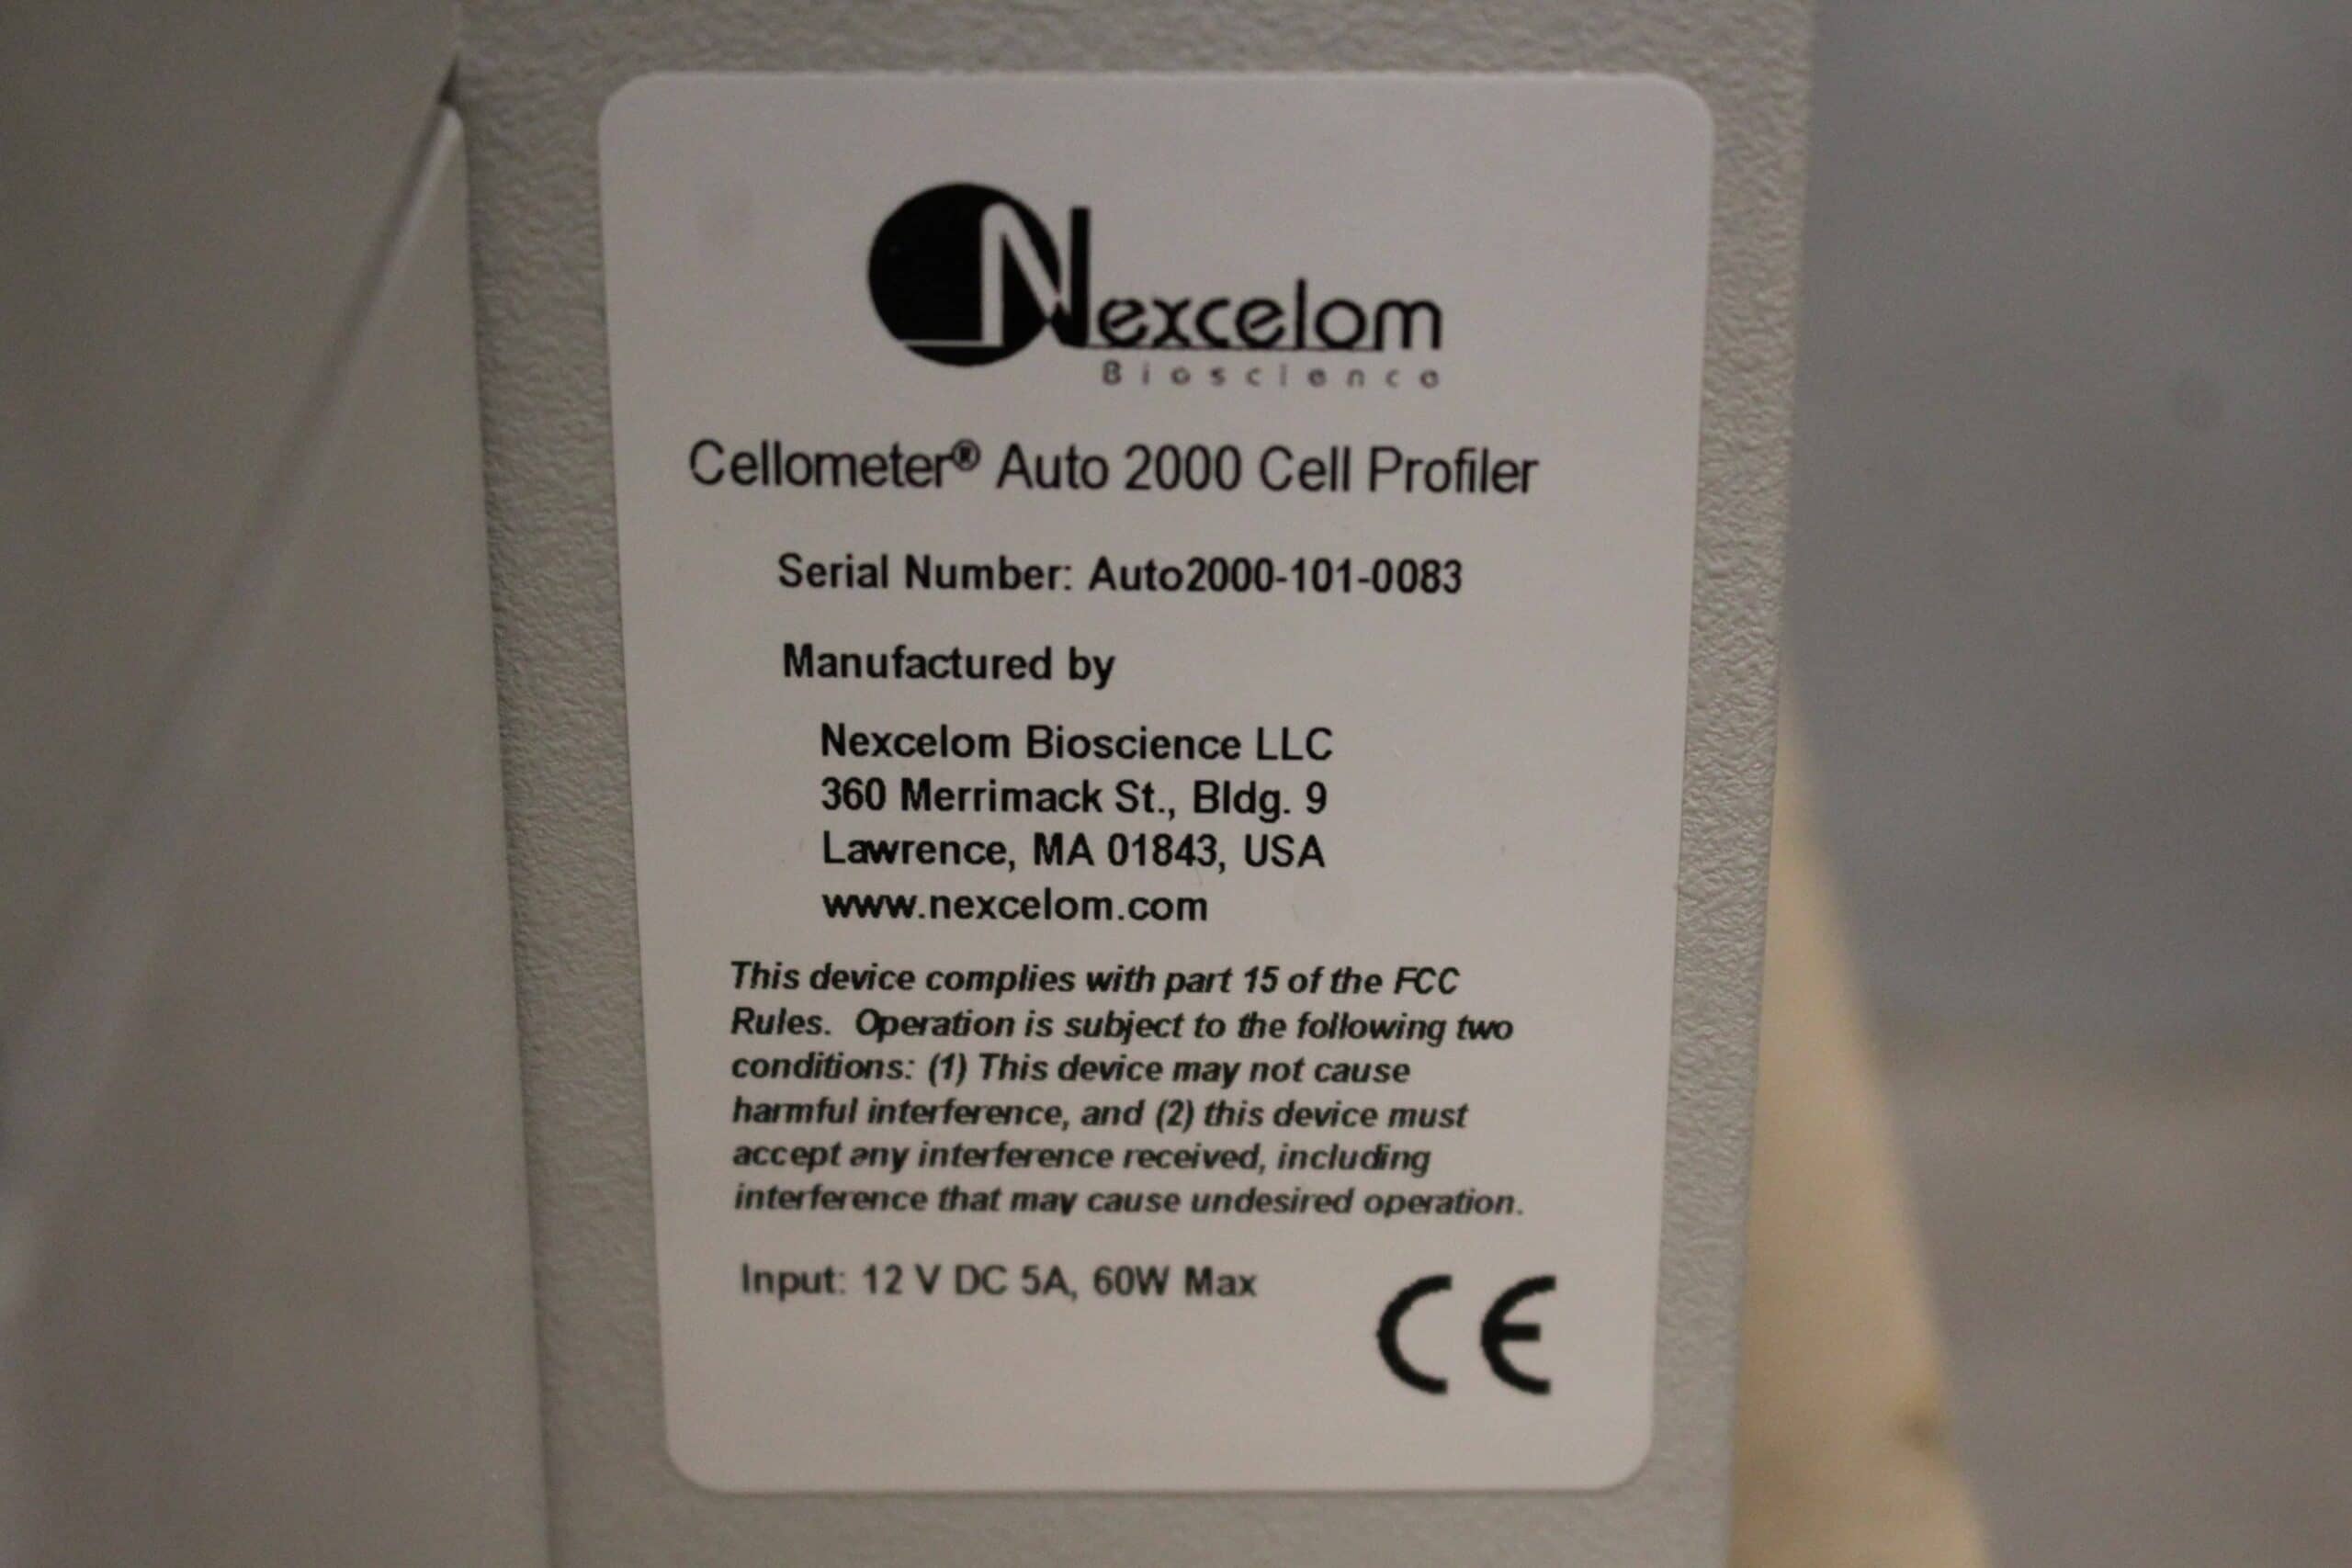 Nexcelom
Bioscience
Cellometer® Auto 2000 Cell Profiler
Serial Number: Auto2000-101-0083
Manufactured by
Nexcelom Bioscience LLC
360 Merrimack St., Bldg. 9
Lawrence, MA 01843, USA
www.nexcelom.com
This device complies with part 15 of the FCC
Rules. Operation is subject to the following two
conditions: (1) This device may not cause
harmful interference, and (2) this device must
accept any interference received, including
interference that may cause undesired operation.
Input: 12 V DC 5A, 60W Max
CE